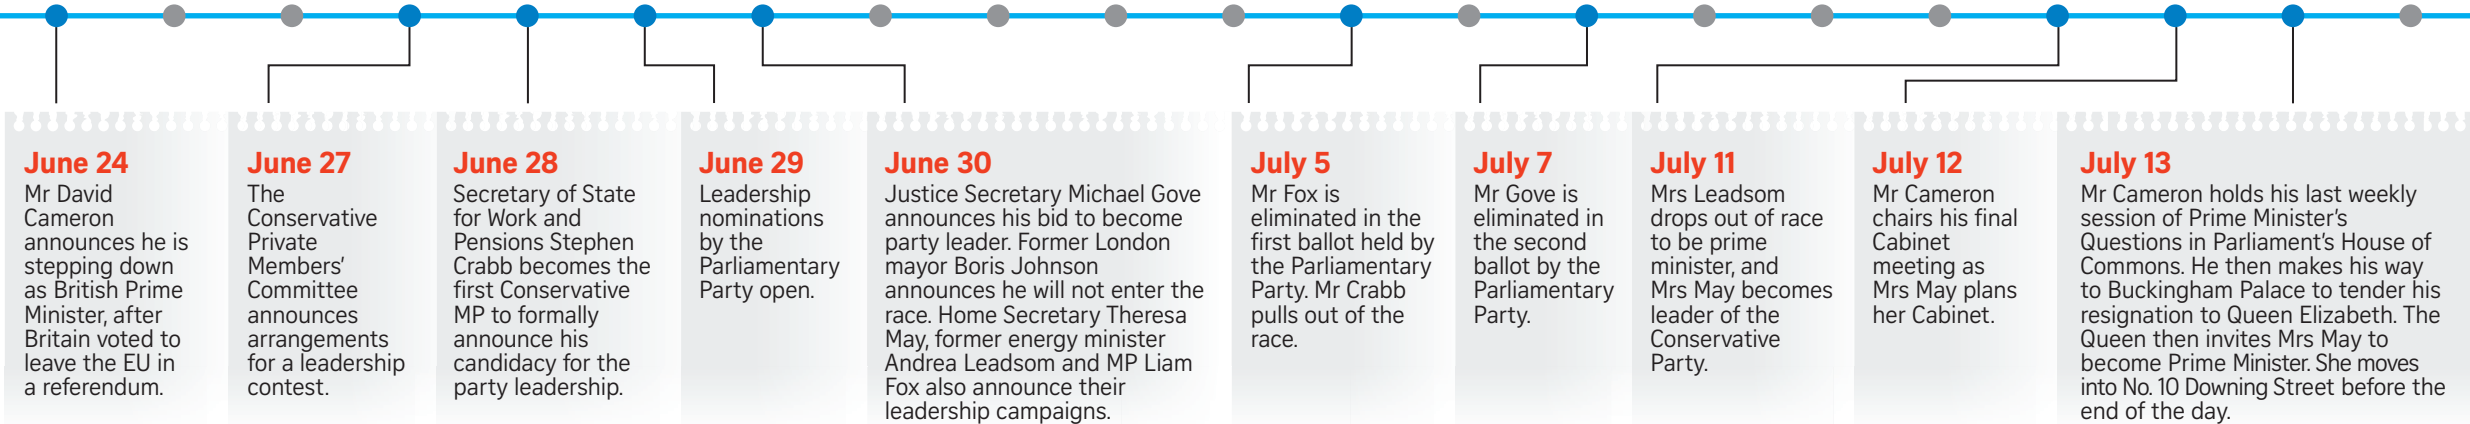 June 24
Mr David
Cameron
announces he is
stepping down
as British Prime
Minister, after
Britain voted to
leave the EU in
a referendum.
June 27
The
Conservative
Private
Members'
Committee
announces
arrangements
for a leadership
contest.
June 28
Secretary of State
for Work and
Pensions Stephen
Crabb becomes the
first Conservative
MP to formally
announce his
candidacy for the
party leadership.
June 29
Leadership
nominations
by the
Parliamentary
Party open.
June 30
Justice Secretary Michael Gove
announces his bid to become
party leader. Former London
mayor Boris Johnson
announces he will not enter the
race. Home Secretary Theresa
May, former energy minister
Andrea Leadsom and MP Liam
Fox also announce their
leadership campaigns.
July 5
Mr Fox is
eliminated in the
first ballot held by
the Parliamentary
Party. Mr Crabb
pulls out of the
race.
July 7
Mr Gove is
eliminated in
the second
ballot by the
Parliamentary
Party.
July 11
Mrs Leadsom
drops out of race
to be prime
minister, and
Mrs May becomes
leader of the
Conservative
Party.
July 12
Mr Cameron
chairs his final
Cabinet
meeting as
Mrs May plans
her Cabinet.
July 13
Mr Cameron holds his last weekly
session of Prime Minister's
Questions in Parliament's House of
Commons. He then makes his way
to Buckingham Palace to tender his
resignation to Queen Elizabeth. The
Queen then invites Mrs May to
become Prime Minister. She moves
into No. 10 Downing Street before the
end of the day.